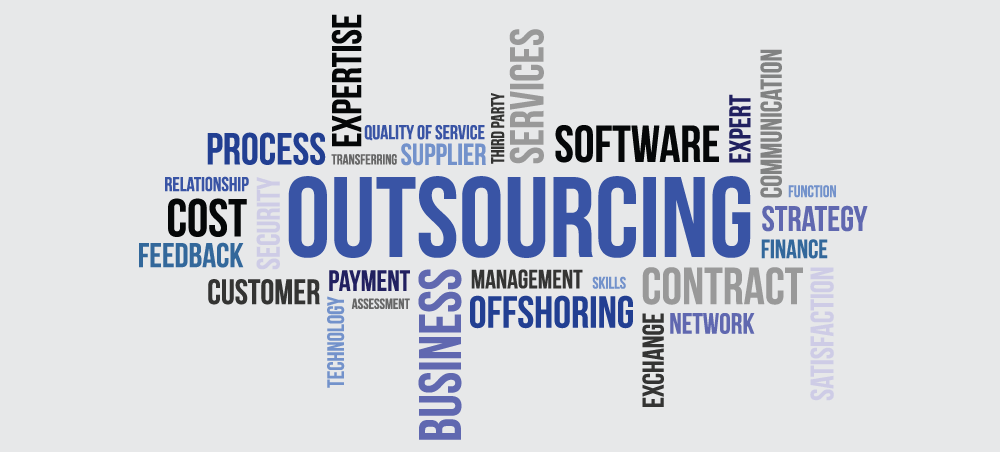 EXPERTISE
SERVICES
COMMUNICATION
THIRD PARTY
EXPERT
QUALITY OF SERVICE
SOFTWARE
PROCESS
TRANSFERRING
SUPPLIER
RELATIONSHIP
SECURITY
OUTSOURCING
FUNCTION
COST
STRATEGY
FEEDBACK
FINANCE
CUSTOMER
PAYMENT
BUSINESS
MANAGEMENT
SKILLS
CONTRACT
SATISFACTION
TECHNOLOGY
ASSESSMENT
OFFSHORING
EXCHANGE
NETWORK